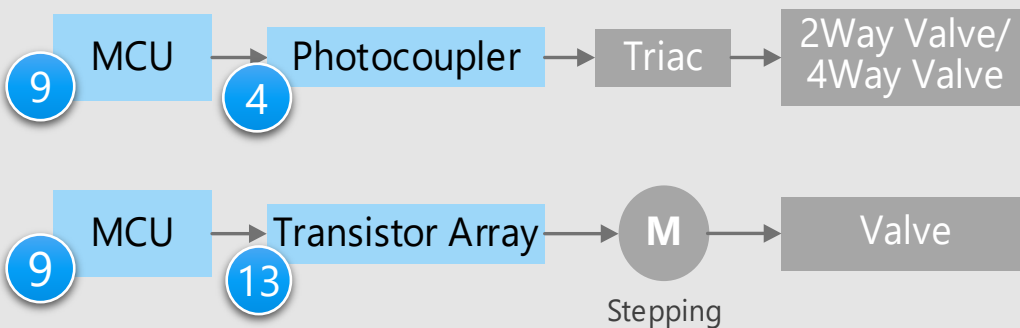 MCU
9
Photocoupler
4
Triac
2Way Valve/
4Way Valve
MCU
9
Transistor Array
13
M
Stepping
Valve